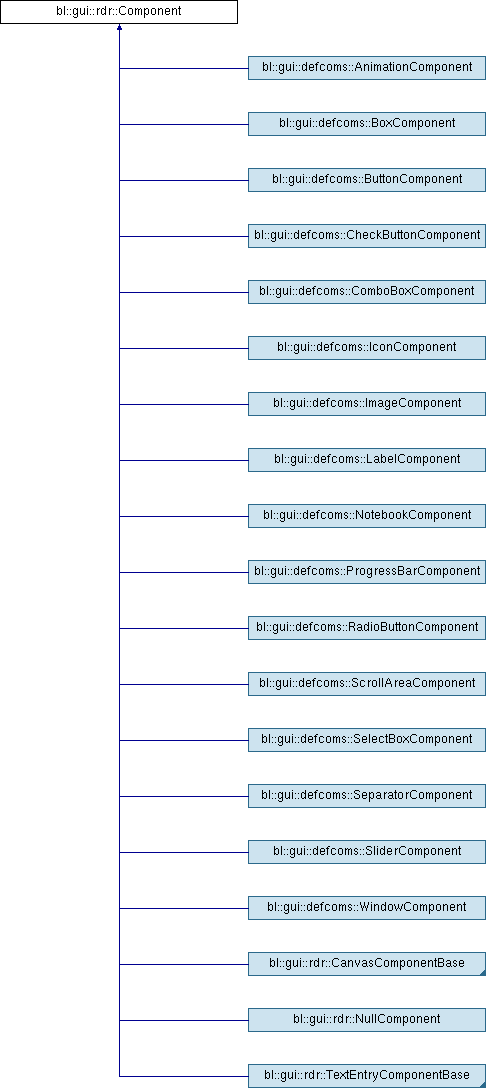 bl::gui::rdr::Component
bl::gui::defcoms::AnimationComponent
bl::gui::defcoms::BoxComponent
bl::gui::defcoms::ButtonComponent
bl::gui::defcoms::CheckButtonComponent
bl::gui::defcoms::ComboBoxComponent
bl::gui::defcoms::IconComponent
bl::gui::defcoms::ImageComponent
bl::gui::defcoms::LabelComponent
bl::gui::defcoms::NotebookComponent
bl::gui::defcoms::ProgressBarComponent
bl::gui::defcoms::RadioButtonComponent
bl::gui::defcoms::ScrollAreaComponent
bl::gui::defcoms::SelectBoxComponent
bl::gui::defcoms::SeparatorComponent
bl::gui::defcoms::SliderComponent
bl::gui::defcoms::WindowComponent
bl::gui::rdr::CanvasComponentBase
bl::gui::rdr::NullComponent
bl::gui::rdr::TextEntryComponentBase